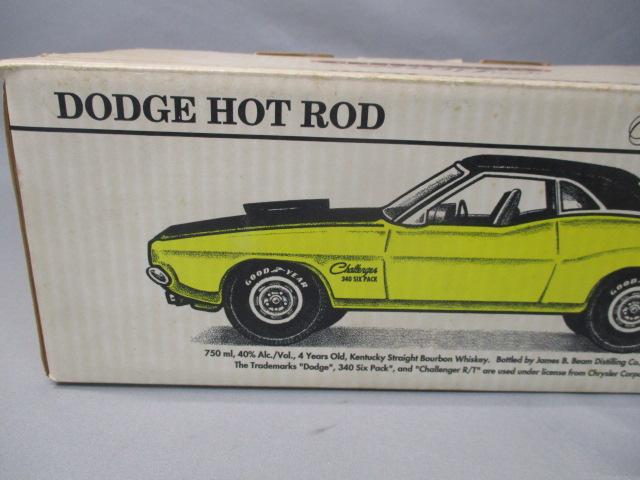 DODGE HOT ROD
Challenger
340 SIX PACK
GOOD YEAR
750 ml, 40% Alc./Vol., 4 Years Old, Kentucky Straight Bourbon Whiskey. Bottled by James B. Beam Distilling Co.
The Trademarks "Dodge", 340 Six Pack", and "Challenger R/T" are used under license from Chrysler